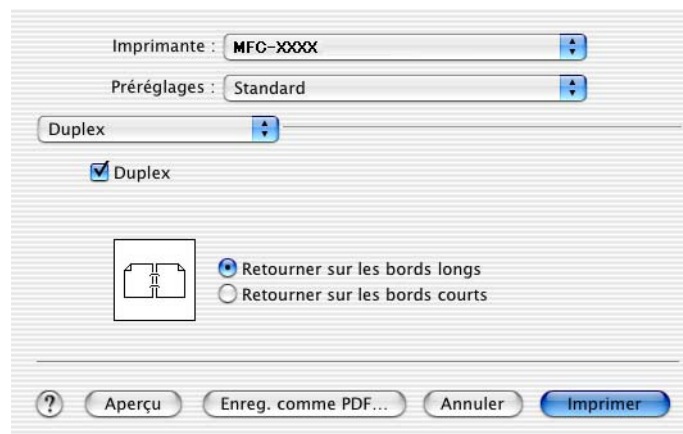 Imprimante : MFC-XXXX
Préréglages : Standard
Duplex
Duplex
Retourner sur les bords longs
Retourner sur les bords courts
? Aperçu Enreg. comme PDF... Annuler Imprimer